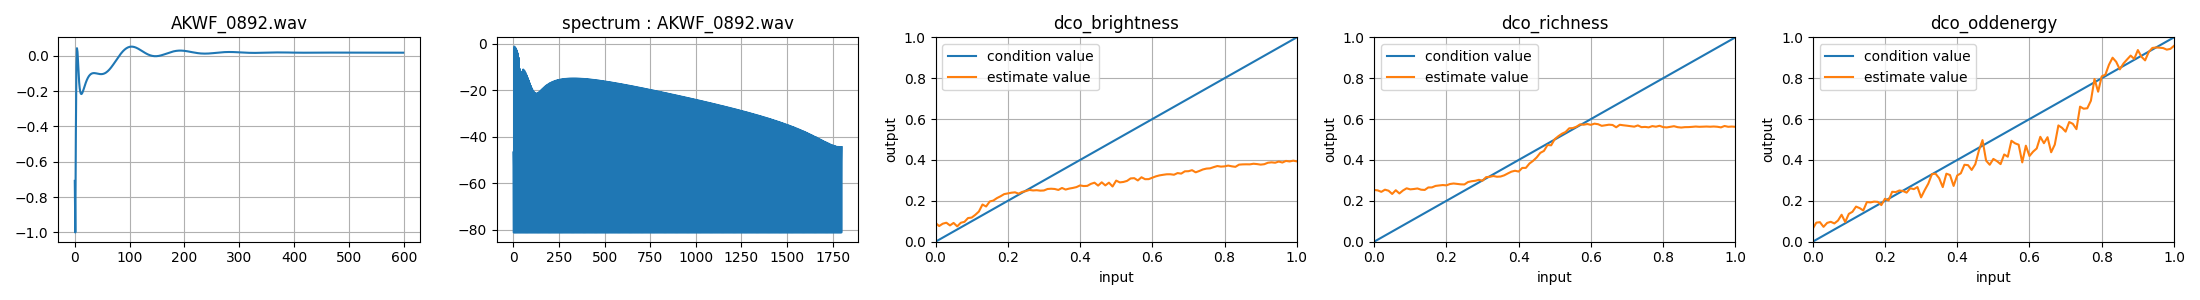 AKWF_0892.wav
0.0
−0.2
−0.4
−0.6
−0.8
−1.0
0 100 200 300 400 500 600
spectrum : AKWF_0892.wav
0
−20
−40
−60
−80
0 250 500 750 1000 1250 1500 1750
dco_brightness
condition value
estimate value
output
1.0
0.8
0.6
0.4
0.2
0.0
0.0 0.2 0.4 0.6 0.8 1.0
input
dco_richness
condition value
estimate value
output
1.0
0.8
0.6
0.4
0.2
0.0
0.0 0.2 0.4 0.6 0.8 1.0
input
dco_oddenergy
condition value
estimate value
output
1.0
0.8
0.6
0.4
0.2
0.0
0.0 0.2 0.4 0.6 0.8 1.0
input